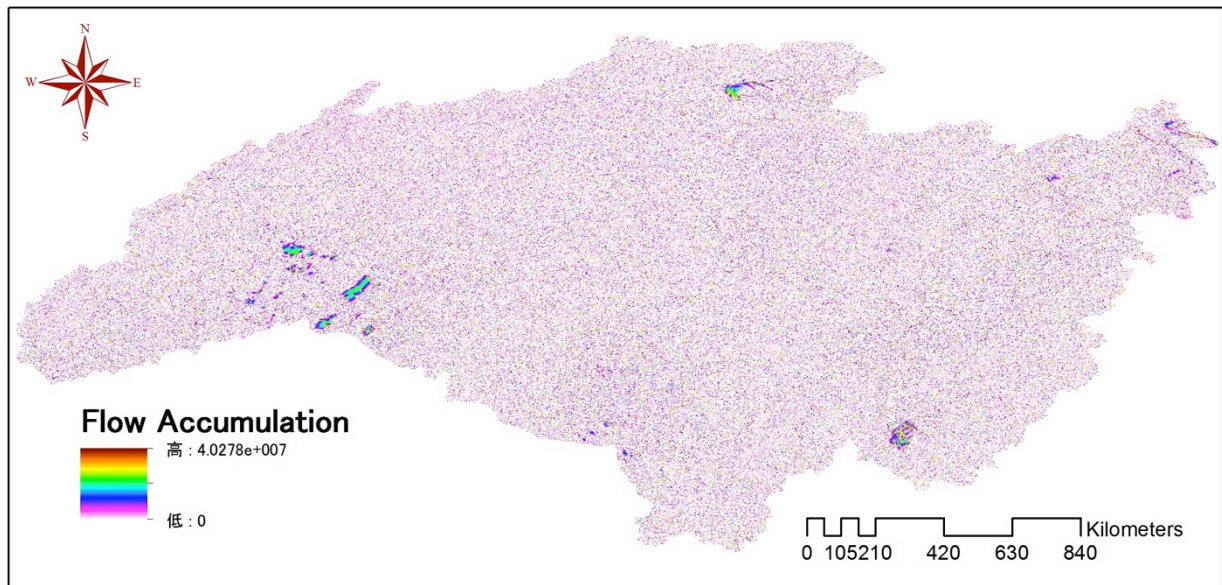 N
W
E
S
Flow Accumulation
高 : 4.0278e+007
低 : 0
Kilometers
0 105210 420 630 840